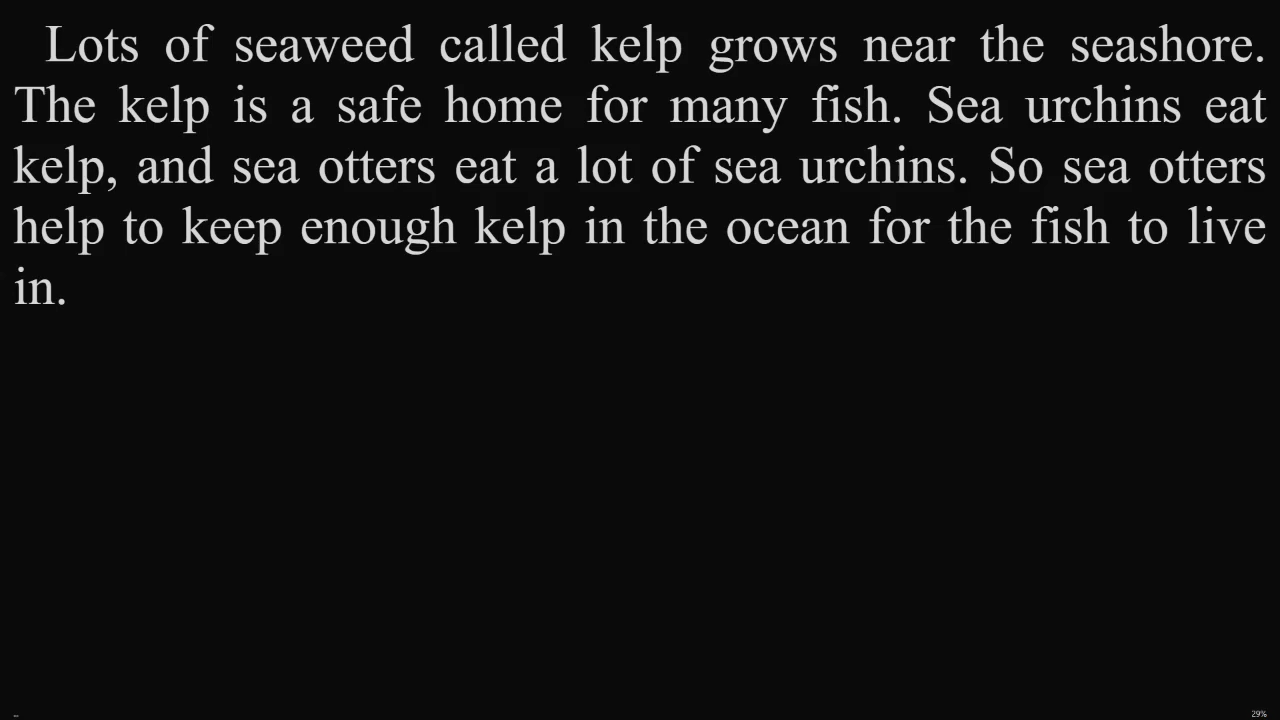 Lots of seaweed called kelp grows near the seashore.
The kelp is a safe home for many fish. Sea urchins eat
kelp, and sea otters eat a lot of sea urchins. So sea otters
help to keep enough kelp in the ocean for the fish to live
in.
29%